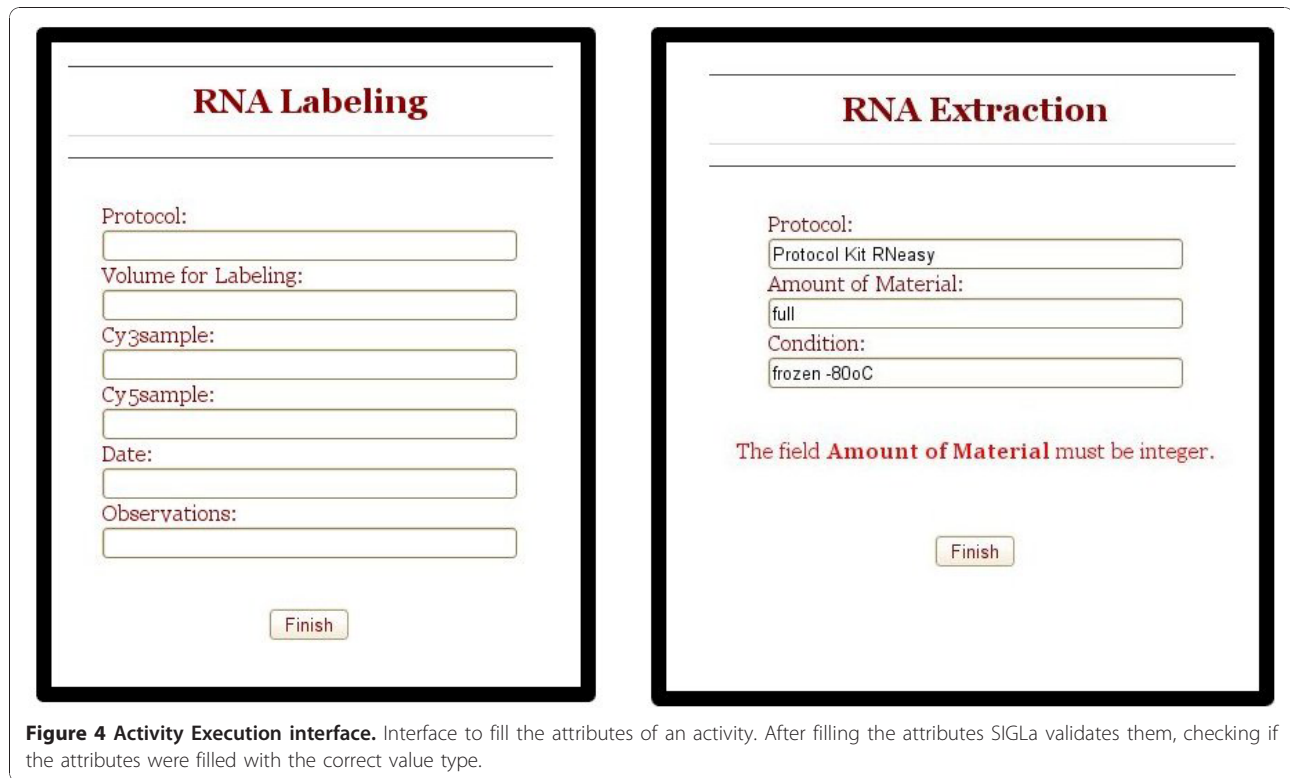 RNA Labeling
Protocol:
Volume for Labeling:
Cy3sample:
Cy5sample:
Date:
Observations:
Finish
RNA Extraction
Protocol:
Protocol Kit RNeasy
Amount of Material:
full
Condition:
frozen -80oC
The field Amount of Material must be integer.
Finish
Figure 4 Activity Execution interface. Interface to fill the attributes of an activity. After filling the attributes SIGLa validates them, checking if
the attributes were filled with the correct value type.